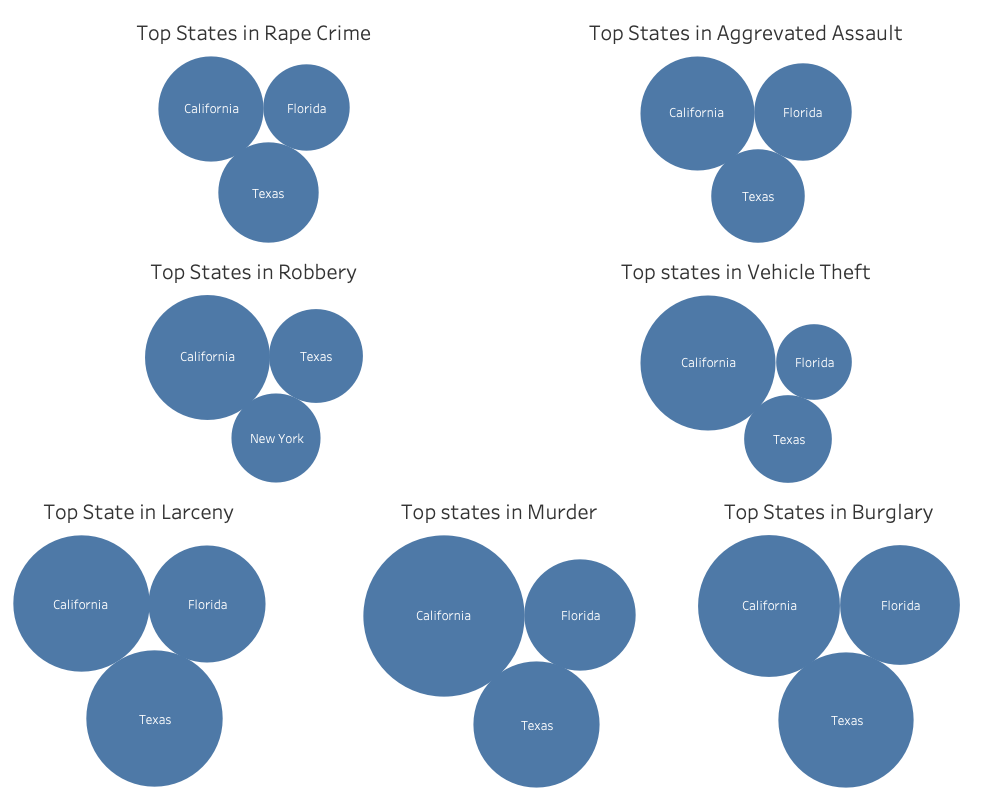 Top States in Rape Crime
California
Florida
Texas
Top States in Aggrevated Assault
California
Florida
Texas
Top States in Robbery
California
Texas
New York
Top states in Vehicle Theft
California
Florida
Texas
Top State in Larceny
California
Florida
Texas
Top states in Murder
California
Florida
Texas
Top States in Burglary
California
Florida
Texas